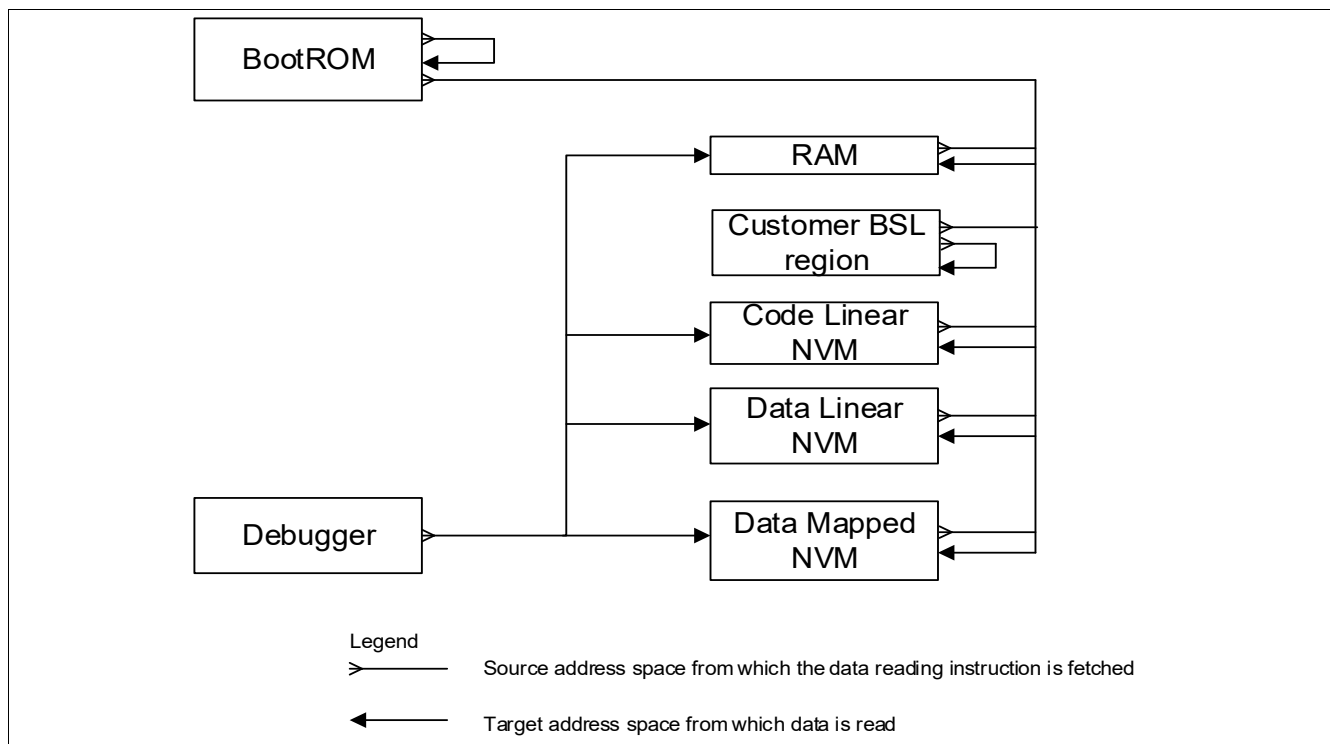 BootROM
RAM
Customer BSL
region
Code Linear
NVM
Data Linear
NVM
Debugger
Data Mapped
NVM
Legend
Source address space from which the data reading instruction is fetched
Target address space from which data is read